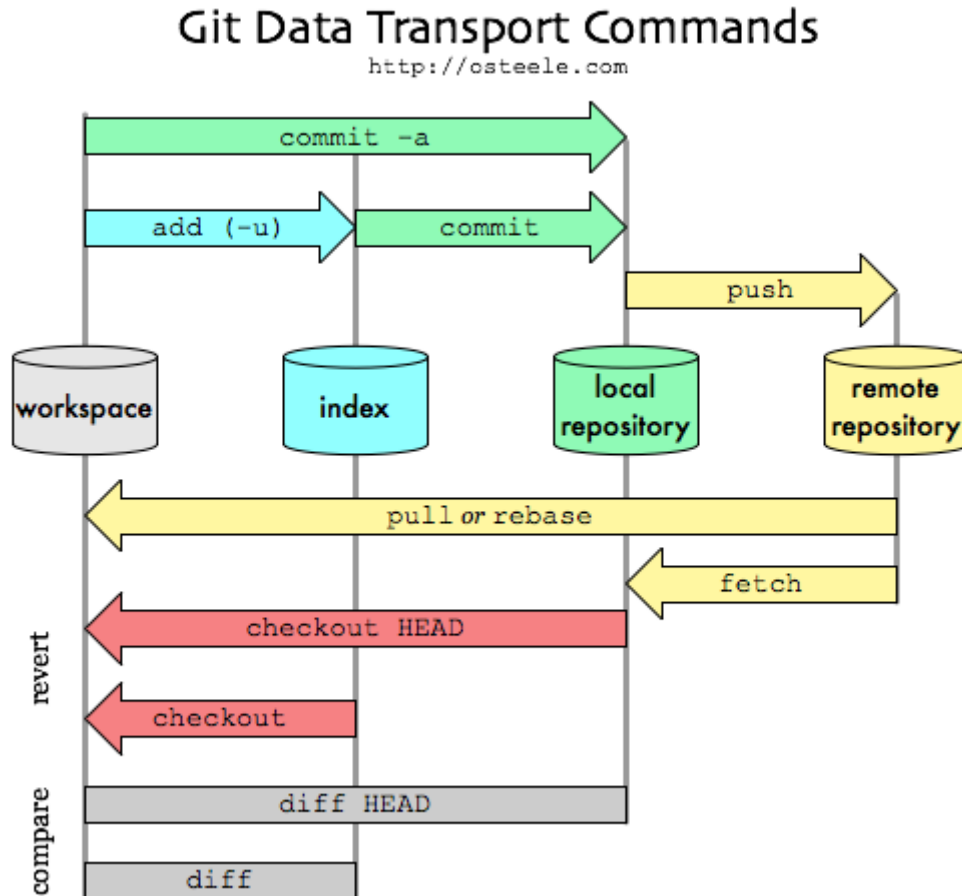 Git Data Transport Commands
http://osteele.com
commit -a
add (-u)
commit
push
workspace
index
local
repository
remote
repository
pull or rebase
fetch
revert
checkout HEAD
checkout
compare
diff HEAD
diff